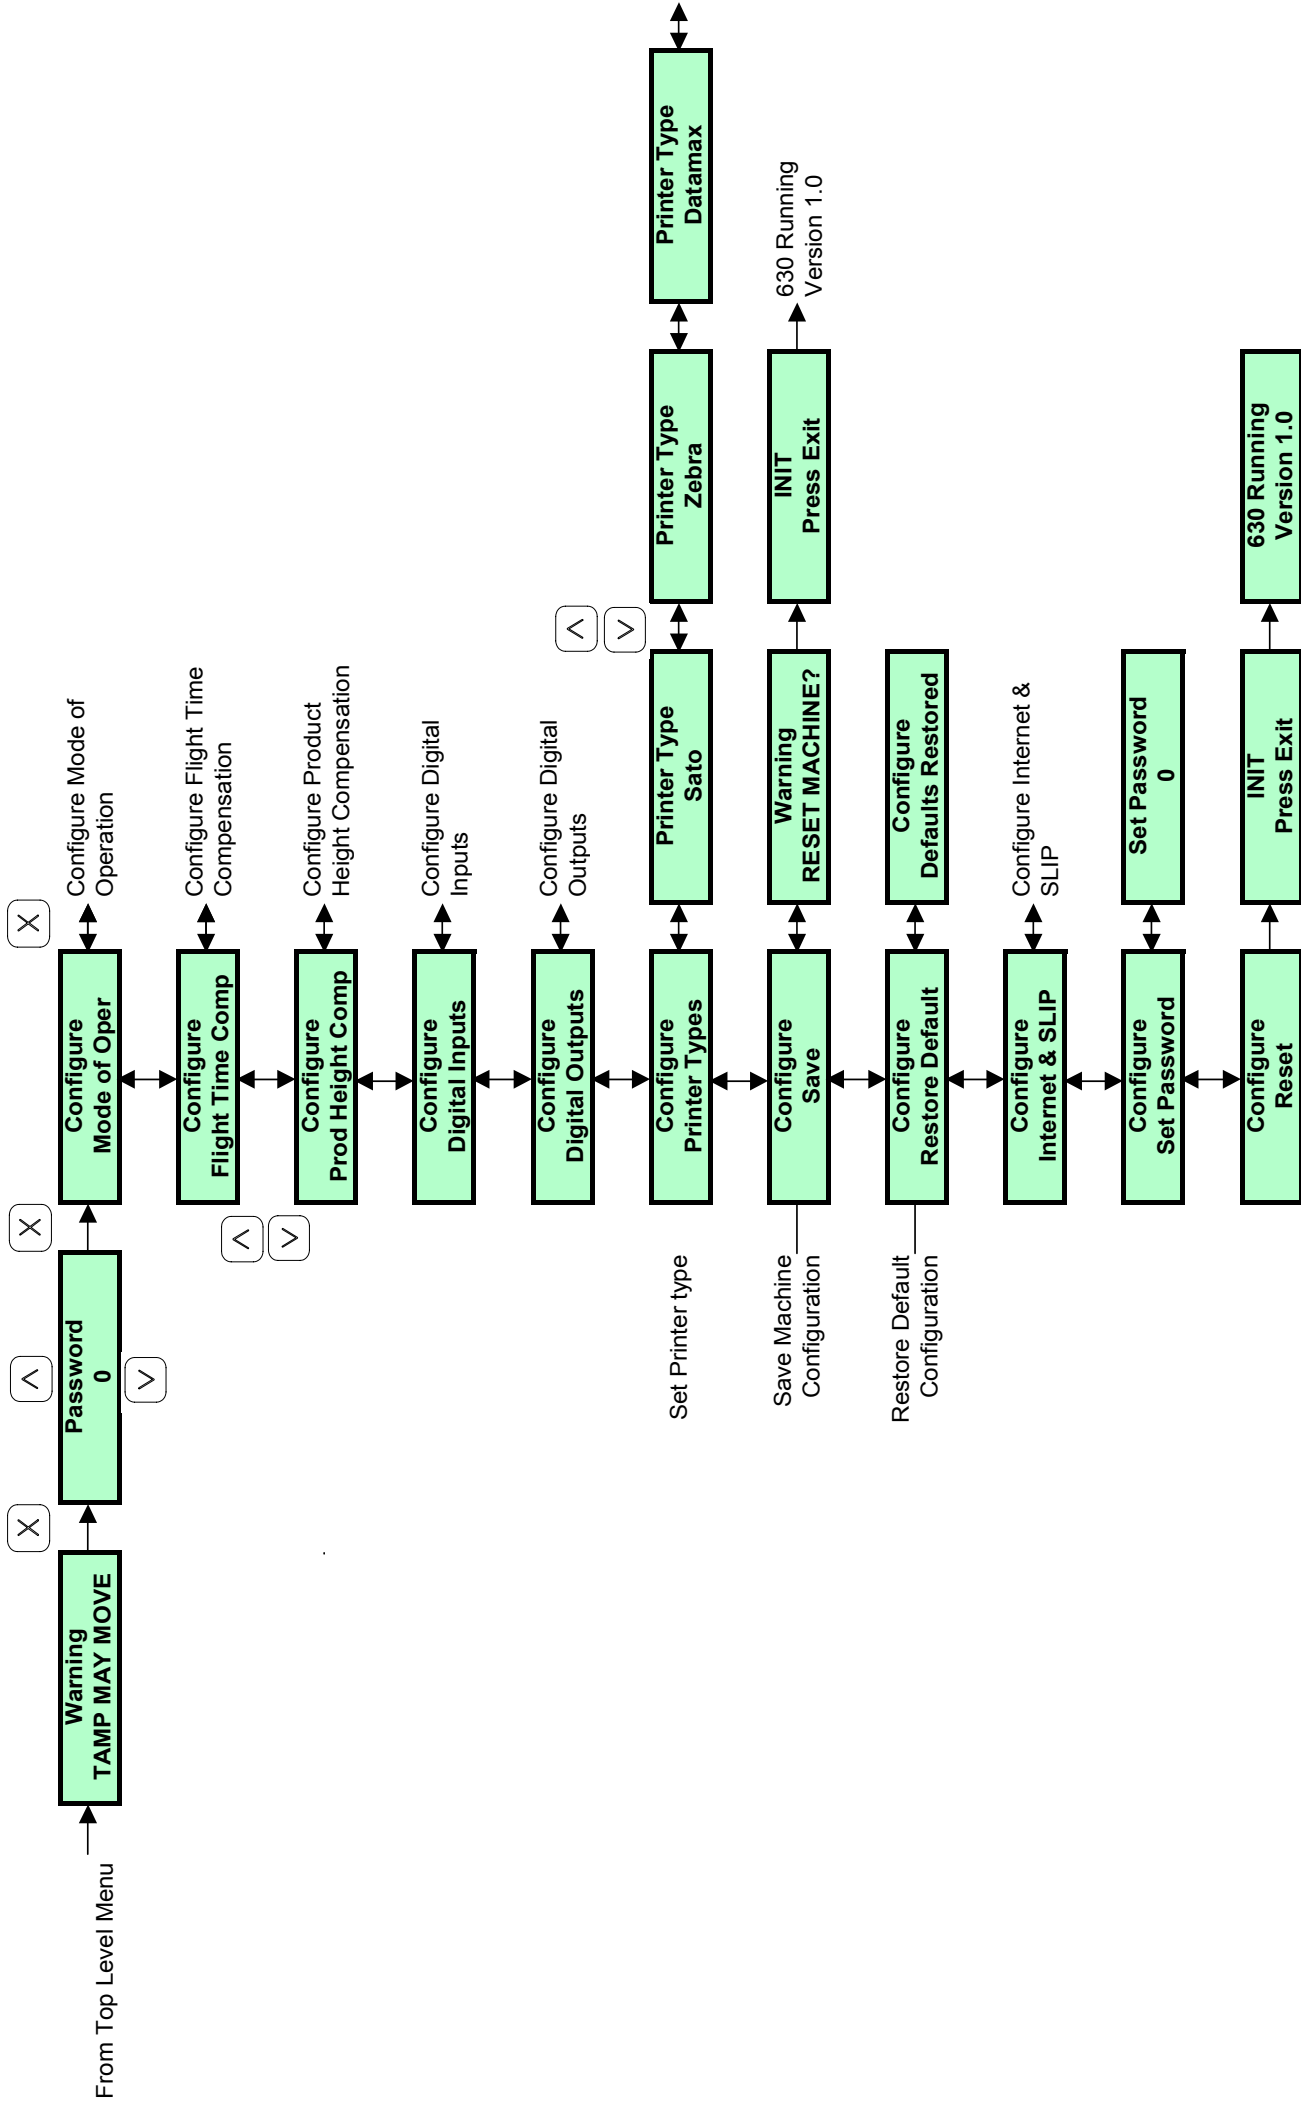 From Top Level Menu
Warning
TAMP MAY MOVE
X
Password
0
<
>
X
Configure
Mode of Oper
X
Configure Mode of
Operation
Configure
Flight Time Comp
Configure Flight Time
Compensation
<
>
Configure
Prod Height Comp
Configure Product
Height Compensation
Configure
Digital Inputs
Configure Digital
Inputs
Configure
Digital Outputs
Configure Digital
Outputs
Set Printer type
Configure
Printer Types
Printer Type
Sato
<
>
Printer Type
Zebra
Printer Type
Datamax
Save Machine
Configuration
Configure
Save
Warning
RESET MACHINE?
INIT
Press Exit
630 Running
Version 1.0
Restore Default
Configuration
Configure
Restore Default
Configure
Defaults Restored
Configure
Internet & SLIP
Configure Internet &
SLIP
Configure
Set Password
Set Password
0
Configure
Reset
INIT
Press Exit
630 Running
Version 1.0